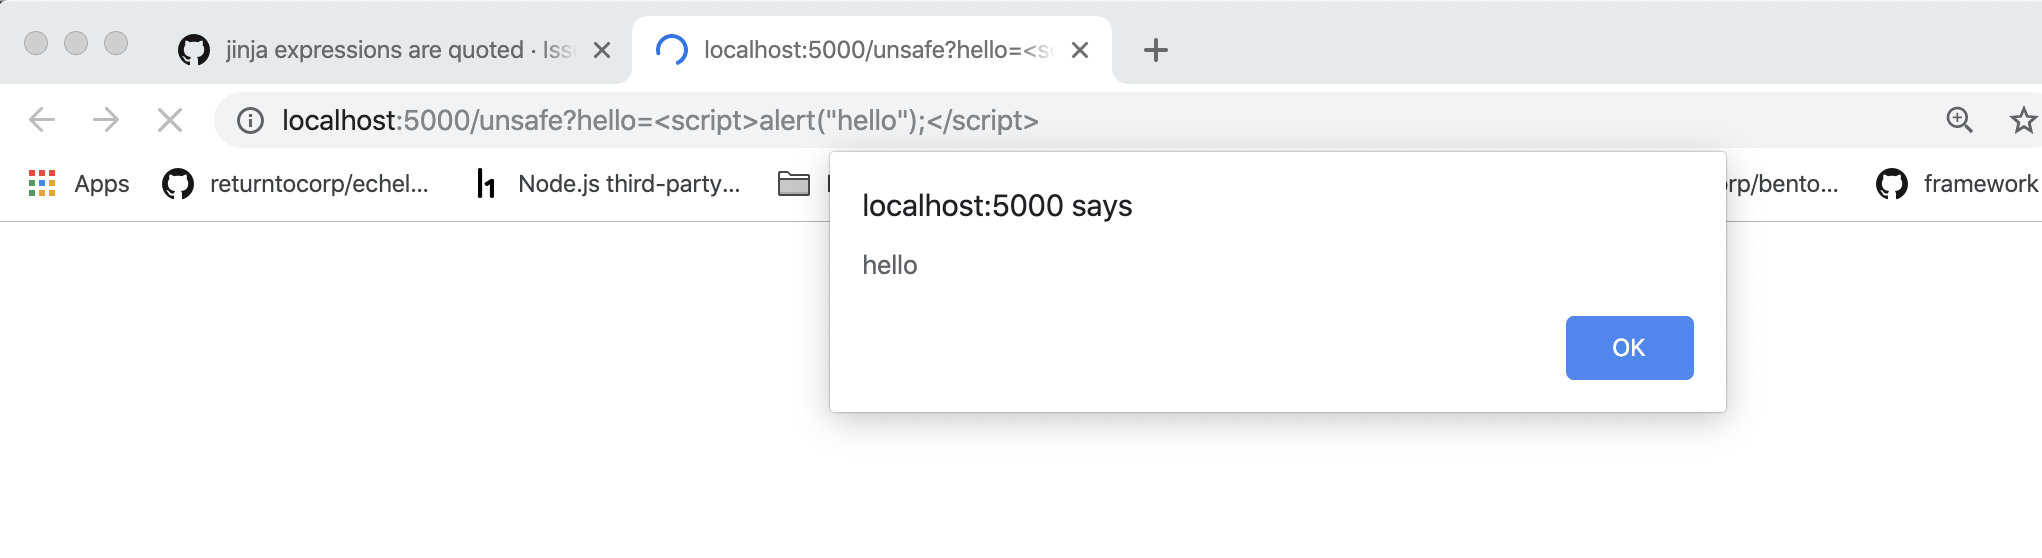 jinja expressions are quoted · Iss
localhost:5000/unsafe?hello=<sc
localhost:5000/unsafe?hello=<script>alert("hello");</script>
Apps returntocorp/echel... Node.js third-party... rp/bento... framework
localhost:5000 says
hello
OK